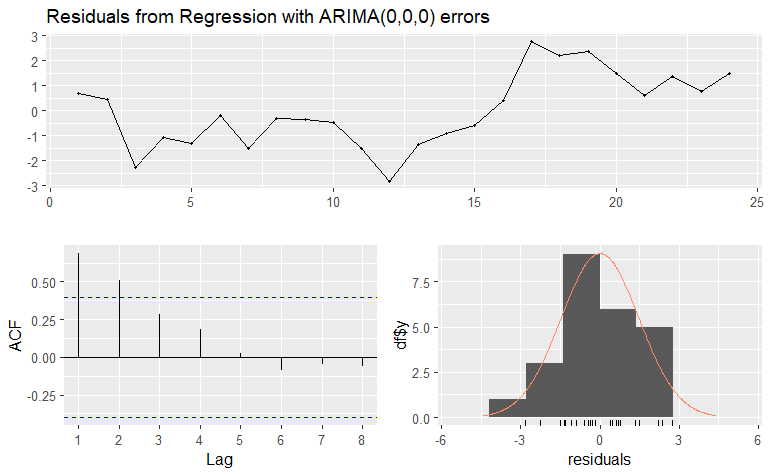 Residuals from Regression with ARIMA(0,0,0) errors
3
2
1
0
-1
-2
-3
0 5 10 15 20 25
ACF
0.50
0.25
0.00
-0.25
1 2 3 4 5 6 7 8
Lag
df$y
7.5
5.0
2.5
0.0
-6 -3 0 3 6
residuals